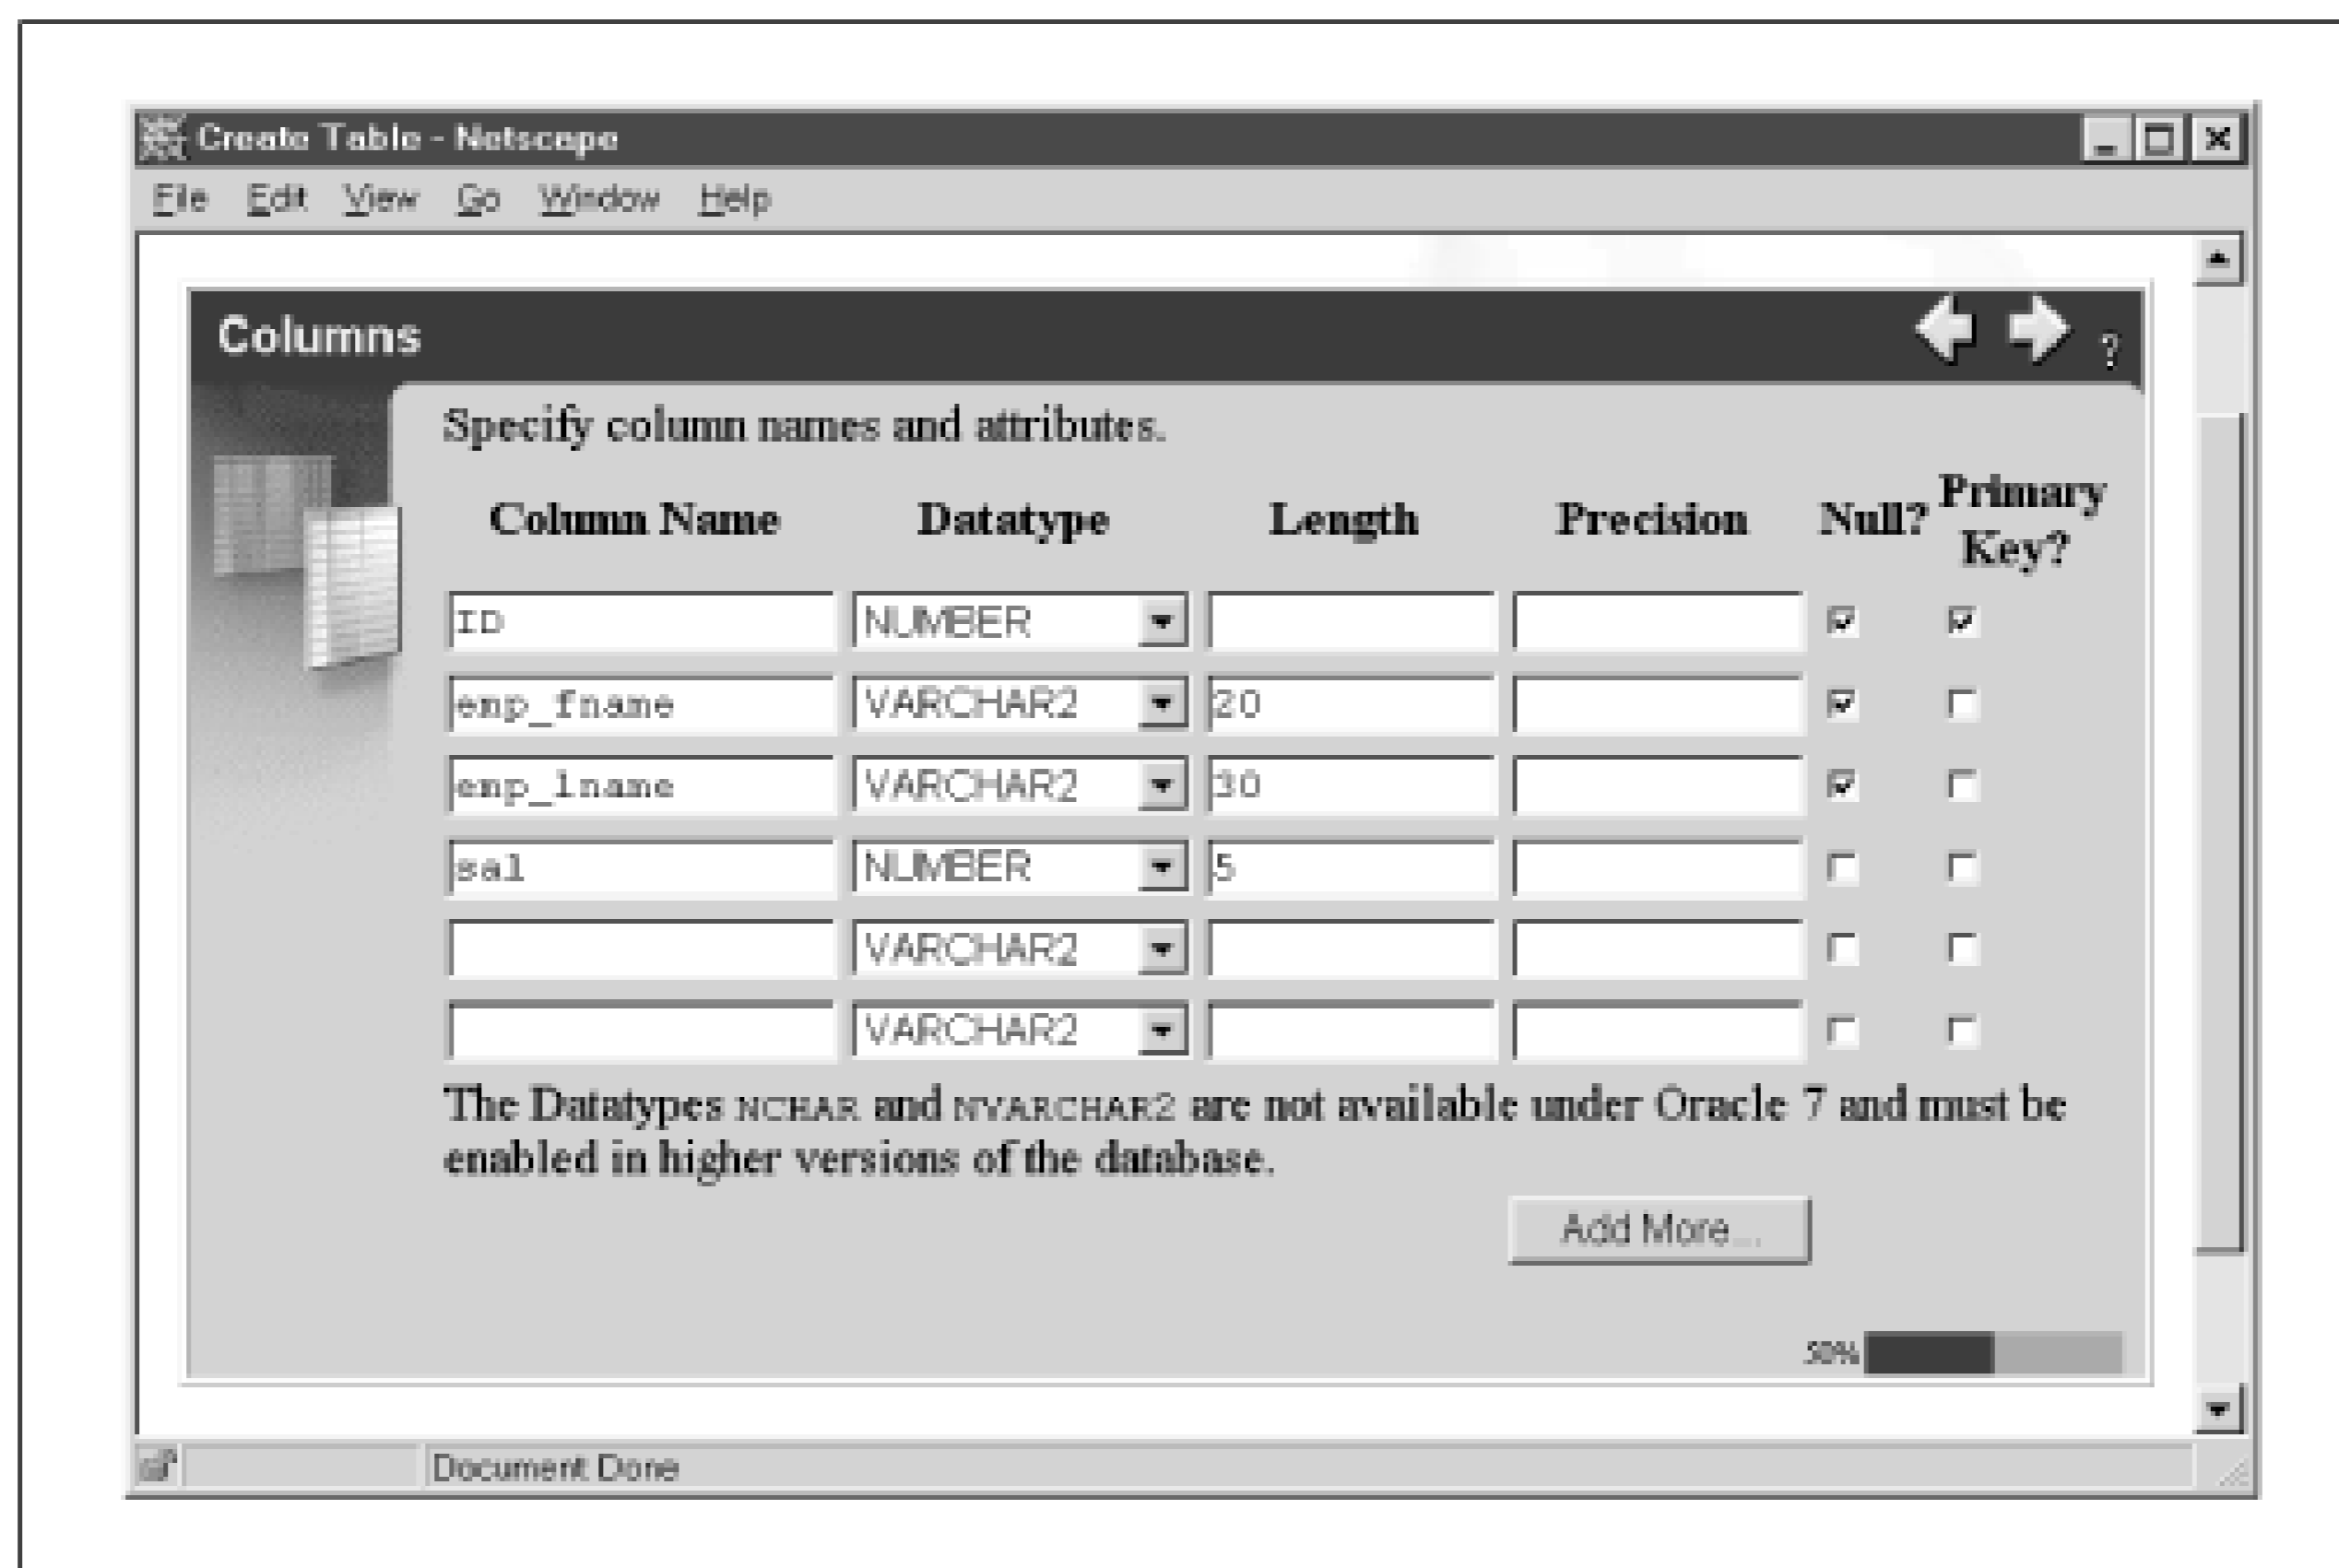 Create Table - Netscape
File Edit View Go Window Help
Columns
?
Specify column names and attributes.
Column Name Datatype Length Precision Null? Primary Key?
ID NUMBER
emp_fname VARCHAR2 20
emp_lname VARCHAR2 30
sal NUMBER 5
VARCHAR2
VARCHAR2
The Datatypes NCHAR and NVARCHAR2 are not available under Oracle 7 and must be
enabled in higher versions of the database.
Add More...
50%
Document: Done